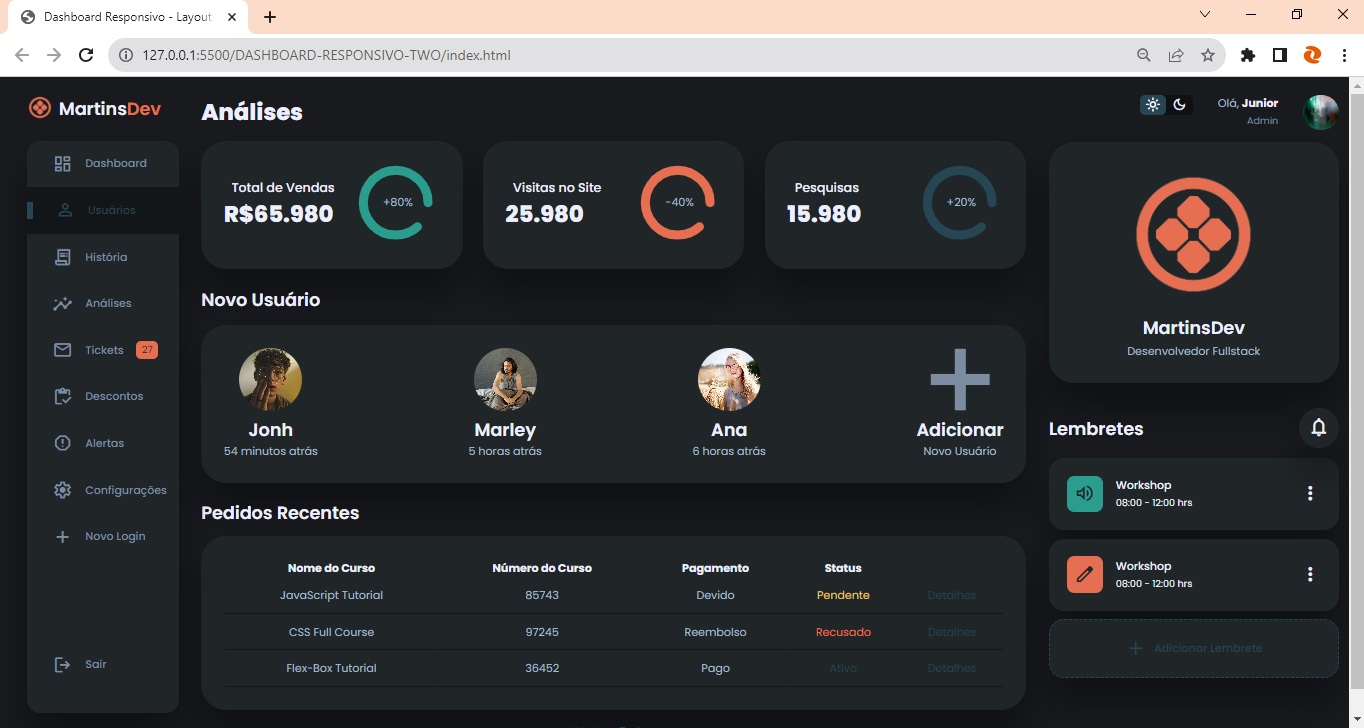 Dashboard Responsivo - Layout
127.0.0.1:5500/DASHBOARD-RESPONSIVO-TWO/index.html
MartinsDev
Dashboard
Usuários
História
Análises
Tickets 27
Descontos
Alertas
Configurações
Novo Login
Sair
Análises
Total de Vendas
R$65.980
+80%
Visitas no Site
25.980
-40%
Pesquisas
15.980
+20%
Novo Usuário
Jonh
54 minutos atrás
Marley
5 horas atrás
Ana
6 horas atrás
Adicionar
Novo Usuário
Pedidos Recentes
Nome do Curso Número do Curso Pagamento Status
JavaScript Tutorial 85743 Devido Pendente Detalhes
CSS Full Course 97245 Reembolso Recusado Detalhes
Flex-Box Tutorial 36452 Pago Ativo Detalhes
Olá, Junior
Admin
MartinsDev
Desenvolvedor Fullstack
Lembretes
Workshop
08:00 - 12:00 hrs
Workshop
08:00 - 12:00 hrs
Adicionar Lembrete